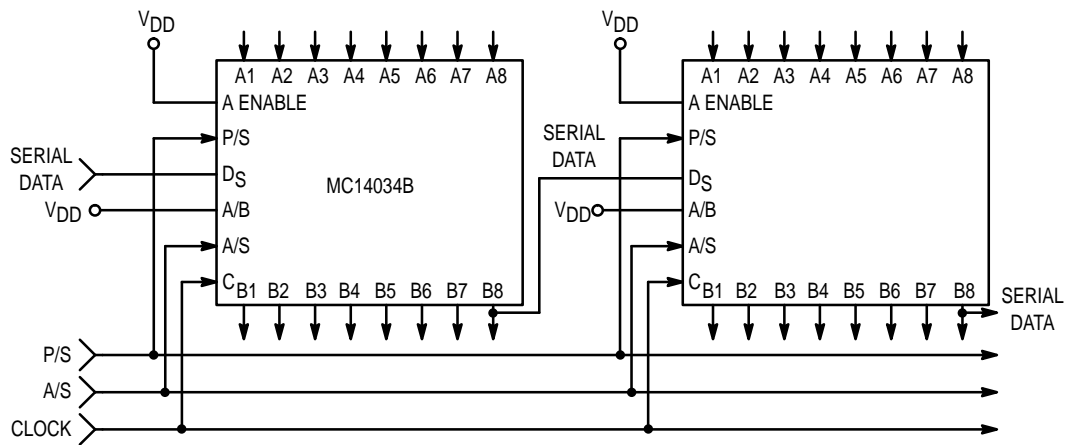 VDD VDD
A1 A2 A3 A4 A5 A6 A7 A8 A1 A2 A3 A4 A5 A6 A7 A8
A ENABLE A ENABLE
P/S SERIAL P/S
SERIAL DATA
DATA DS MC14034B DS
VDD A/B VDD A/B
A/S A/S
C B1 B2 B3 B4 B5 B6 B7 B8 C B1 B2 B3 B4 B5 B6 B7 B8 SERIAL
DATA
P/S
A/S
CLOCK